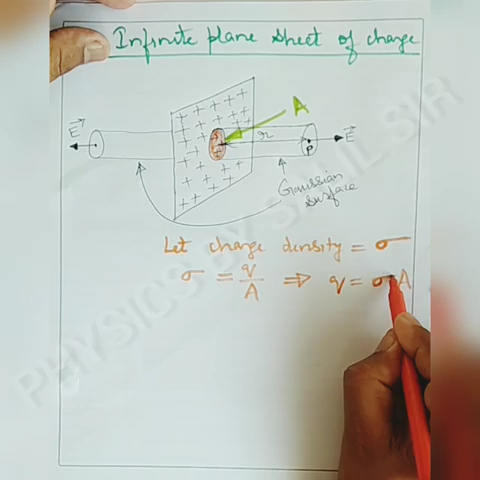 Infinite plane sheet of charge
A
E
r
P
E
Gaussian
surface
Let charge density = σ
σ = q/A ⇒ q = σA
PHYSICS BY SAHIL SIR